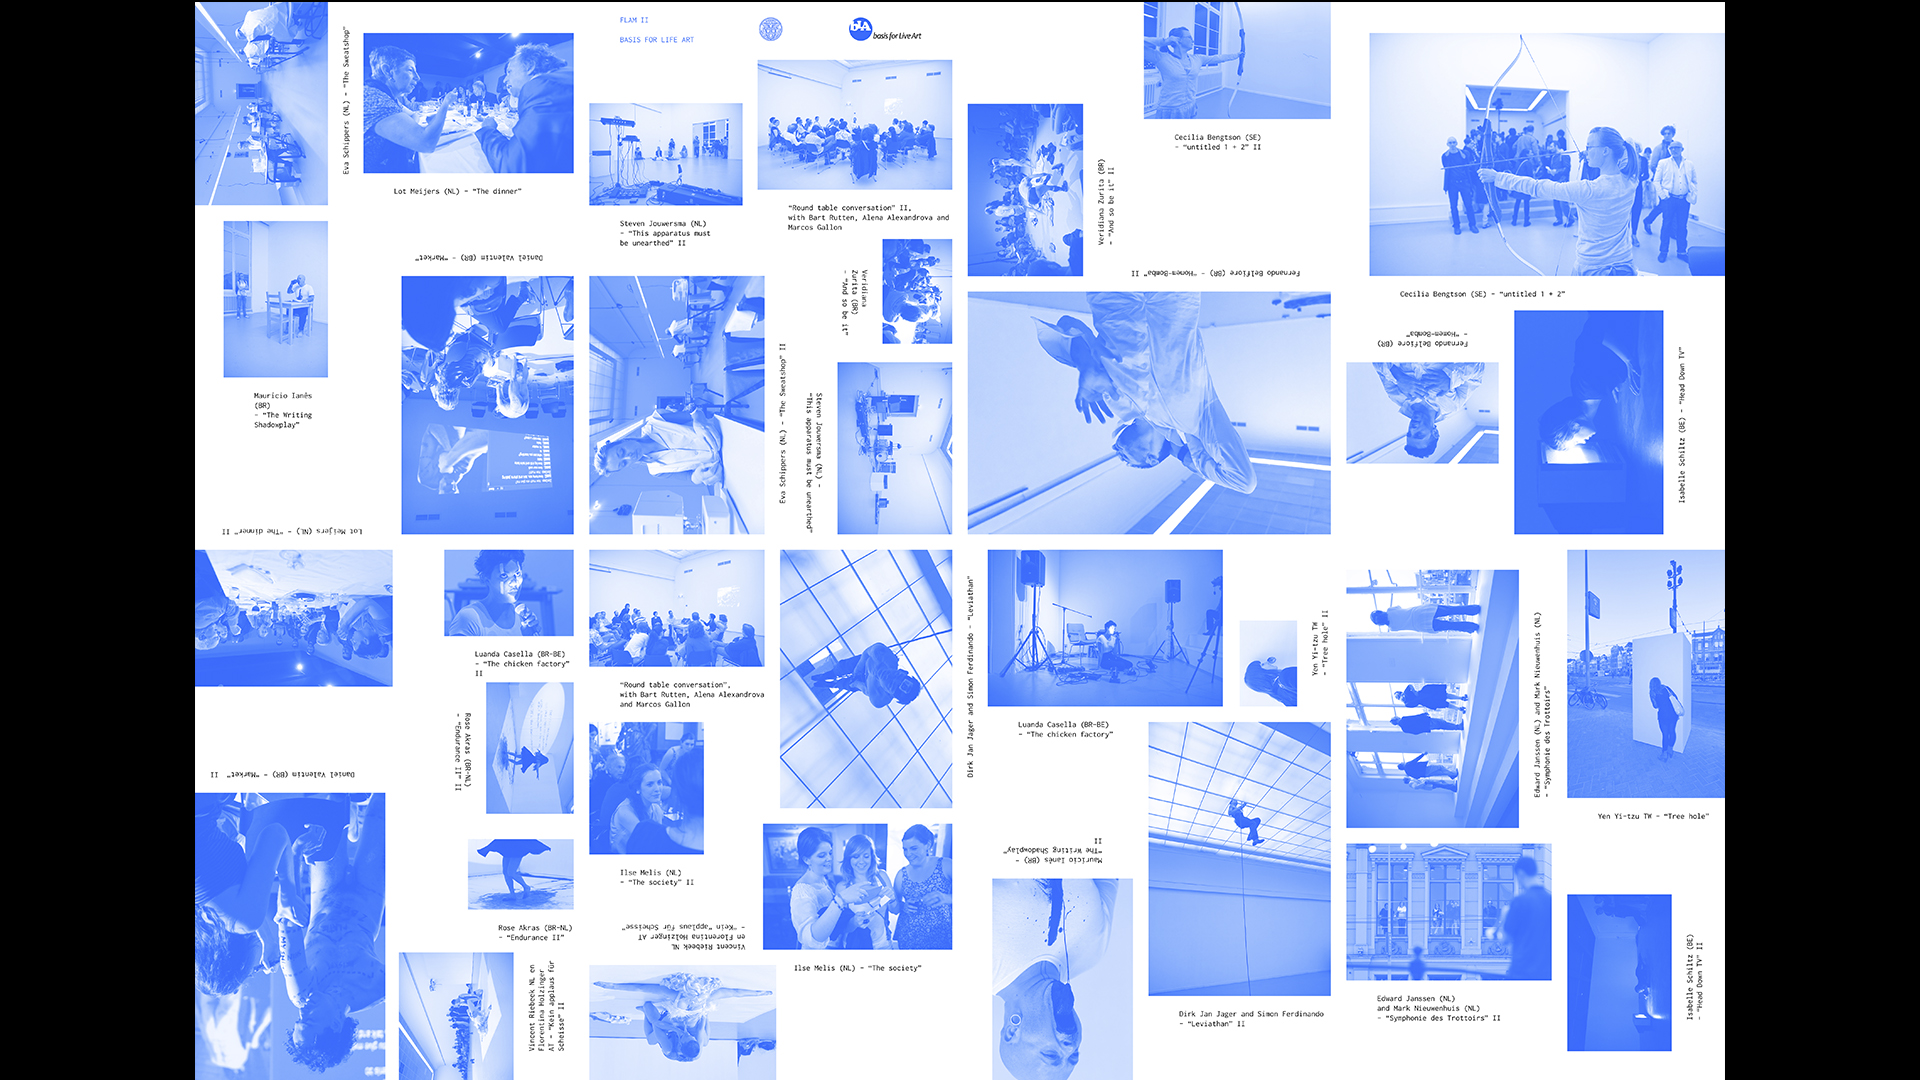 FLAM II
BASIS FOR LIFE ART
bLA
basis for Live Art
Eva Schippers (NL) – “The Sweatshop”
Lot Meijers (NL) – “The dinner”
Steven Jouwersma (NL)
– “This apparatus must
be unearthed” II
“Round table conversation” II,
with Bart Rutten, Alena Alexandrova and
Marcos Gallon
Veridiana Zurita (BR)
– “And so be it” II
Cecilia Bengtson (SE)
– “untitled 1 + 2” II
Cecilia Bengtson (SE) – “untitled 1 + 2”
Daniel Valentim (BR) – “Market”
Veridiana
Zurita (BR)
– “And so be it”
Fernando Belfiore (BR) – “Homem-Bomba” II
Fernando Belfiore (BR)
– “Homem-Bomba”
Mauricio Ianês
(BR)
– “The Writing
Shadowplay”
Eva Schippers (NL) – “The Sweatshop” II
Steven Jouwersma (NL) –
“This apparatus must be unearthed”
Isabelle Schiltz (BE) – “Head Down TV”
Lot Meijers (NL) – “The dinner” II
Luanda Casella (BR-BE)
– “The chicken factory”
II
“Round table conversation”,
with Bart Rutten, Alena Alexandrova
and Marcos Gallon
Dirk Jan Jager and Simon Ferdinando – “Leviathan”
Luanda Casella (BR-BE)
– “The chicken factory”
Yen Yi-tzu TW
– “Tree hole” II
Edward Janssen (NL) and Mark Nieuwenhuis (NL)
– “Symphonie des Trottoirs”
Yen Yi-tzu TW – “Tree hole”
Daniel Valentim (BR) – “Market” II
Rose Akras (BR-NL)
– “Endurance II” II
Ilse Melis (NL)
– “The society” II
Mauricio Ianês (BR) –
“The Writing Shadowplay”
II
Rose Akras (BR-NL)
– “Endurance II”
Vincent Riebeek NL
en Florentina Holzinger AT
– “Kein “applaus für Scheisse”
Ilse Melis (NL) – “The society”
Vincent Riebeek NL en
Florentina Holzinger
AT – “Kein applaus für
Scheisse” II
Dirk Jan Jager and Simon Ferdinando
– “Leviathan” II
Edward Janssen (NL)
and Mark Nieuwenhuis (NL)
– “Symphonie des Trottoirs” II
Isabelle Schiltz (BE)
– “Head Down TV” II